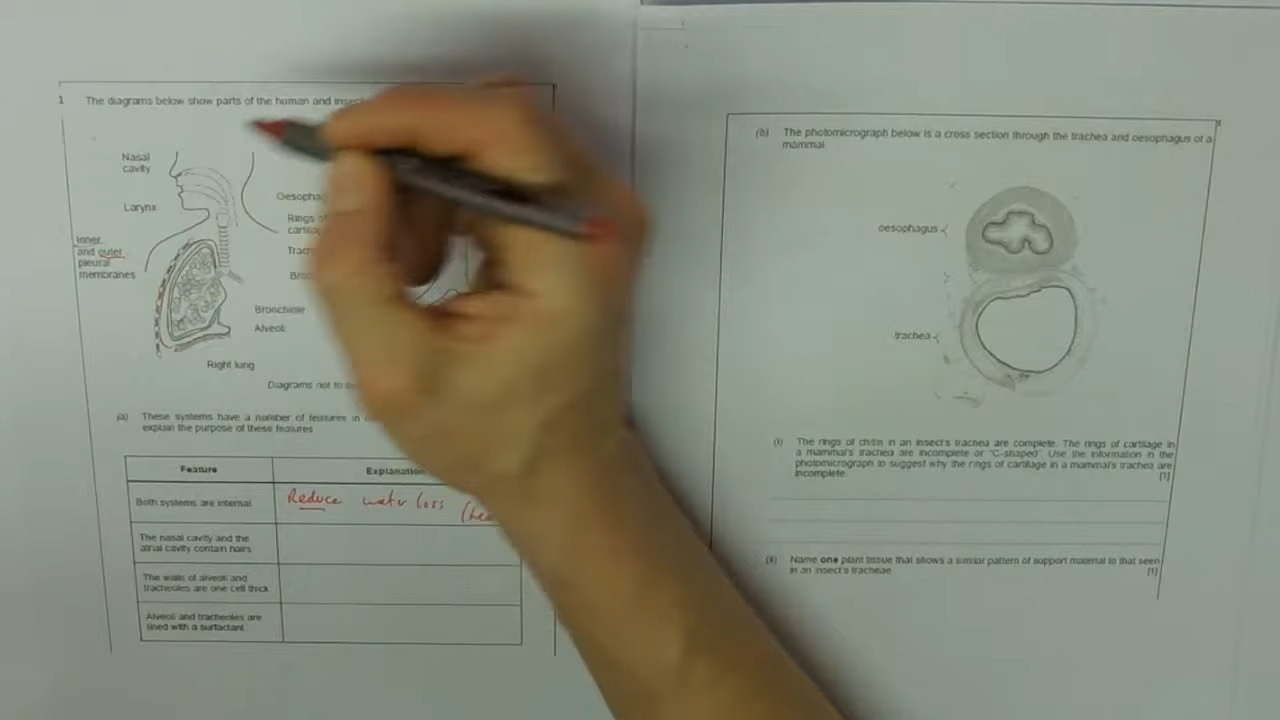 1 The diagrams below show parts of the human and
Nasal
cavity
Larynx
Inner
and outer
pleural
membranes
Rings of
Bronchiole
Alveoli
Right lung
Diagrams not to
(a) These systems have a number of features in
explain the purpose of these features
Feature
Explanation
Both systems are internal
Reduce water loss
The nasal cavity and the
atrial cavity contain hairs
The walls of alveoli and
tracheoles are one cell thick
Alveoli and tracheoles are
lined with a surfactant
(b) The photomicrograph below is a cross section through the trachea and oesophagus of a
mammal.
oesophagus
trachea
(i) The rings of chitin in an insect's trachea are complete. The rings of cartilage in
a mammal's trachea are incomplete or "C-shaped". Use the information in the
photomicrograph to suggest why the rings of cartilage in a mammal's trachea are
incomplete. [1]
(ii) Name one plant tissue that shows a similar pattern of support material to that seen
in an insect's tracheae. [1]